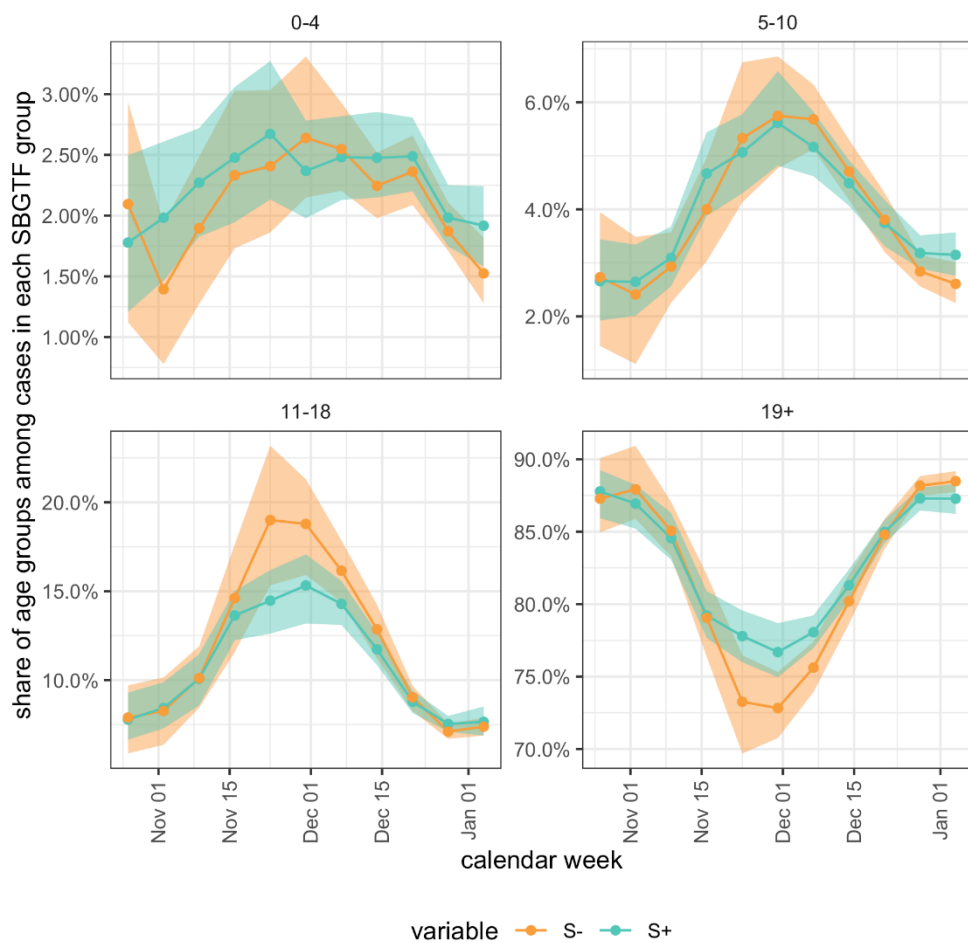 0-4
5-10
3.00%
2.50%
2.00%
1.50%
1.00%
6.0%
4.0%
2.0%
share of age groups among cases in each SBGTF group
11-18
19+
20.0%
15.0%
10.0%
90.0%
85.0%
80.0%
75.0%
70.0%
Nov 01
Nov 15
Dec 01
Dec 15
Jan 01
Nov 01
Nov 15
Dec 01
Dec 15
Jan 01
calendar week
variable S- S+